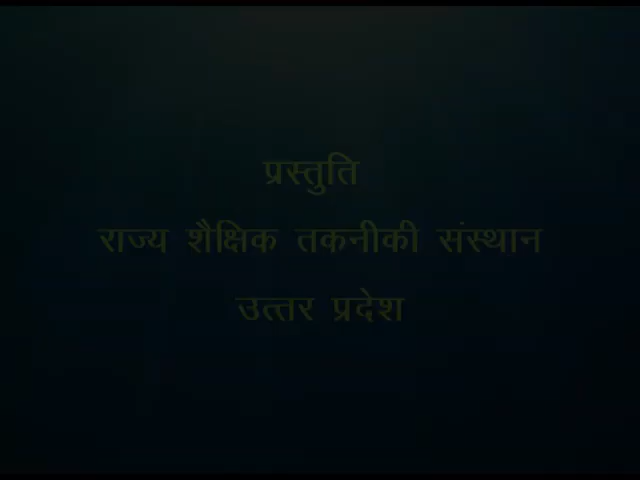 प्रस्तुति
राज्य शैक्षिक तकनीकी संस्थान
उत्तर प्रदेश